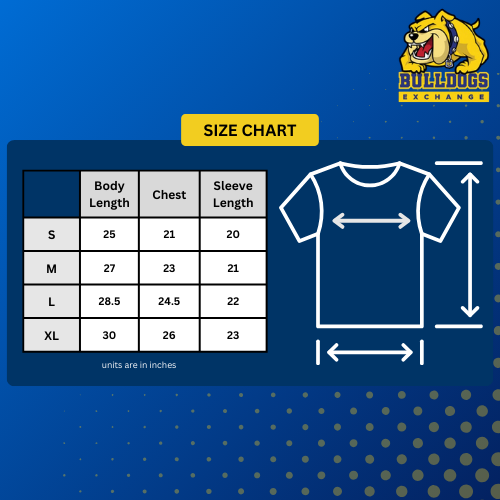 BULLDOGS
EXCHANGE
SIZE CHART
Body Length Chest Sleeve Length
S 25 21 20
M 27 23 21
L 28.5 24.5 22
XL 30 26 23
units are in inches